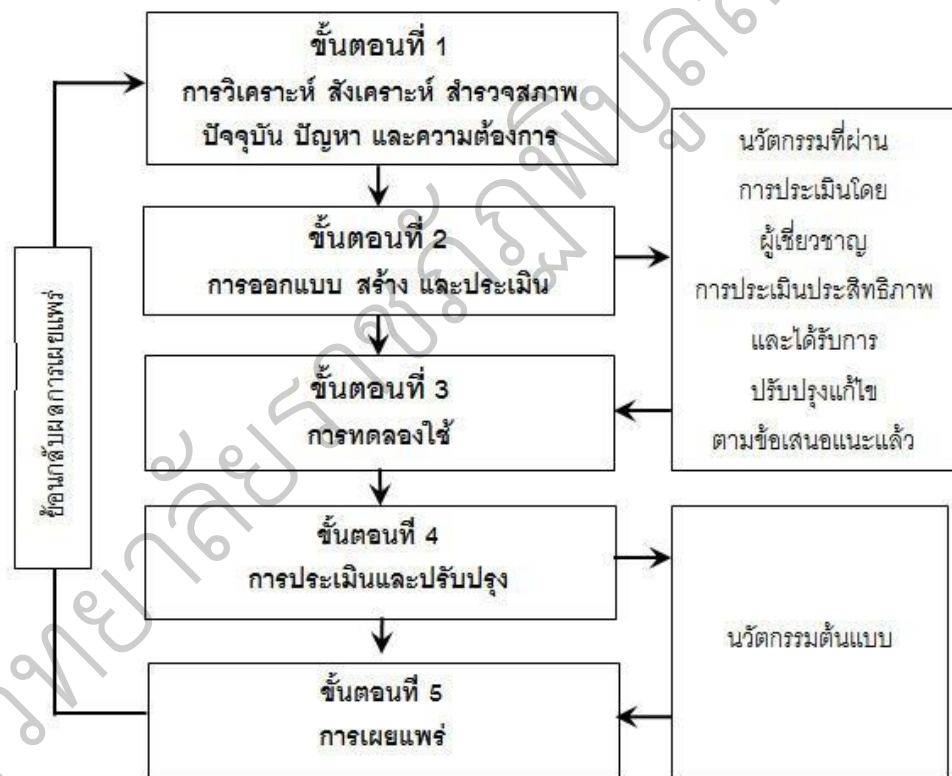 ขั้นตอนที่ 1
การวิเคราะห์ สังเคราะห์ สำรวจสภาพ
ปัจจุบัน ปัญหา และความต้องการ
ขั้นตอนที่ 2
การออกแบบ สร้าง และประเมิน
นวัตกรรมที่ผ่าน
การประเมินโดย
ผู้เชี่ยวชาญ
การประเมินประสิทธิภาพ
และได้รับการ
ปรับปรุงแก้ไข
ตามข้อเสนอแนะแล้ว
ขั้นตอนที่ 3
การทดลองใช้
ขั้นตอนที่ 4
การประเมินและปรับปรุง
นวัตกรรมต้นแบบ
ขั้นตอนที่ 5
การเผยแพร่
ย้อนกลับผลการเผยแพร่